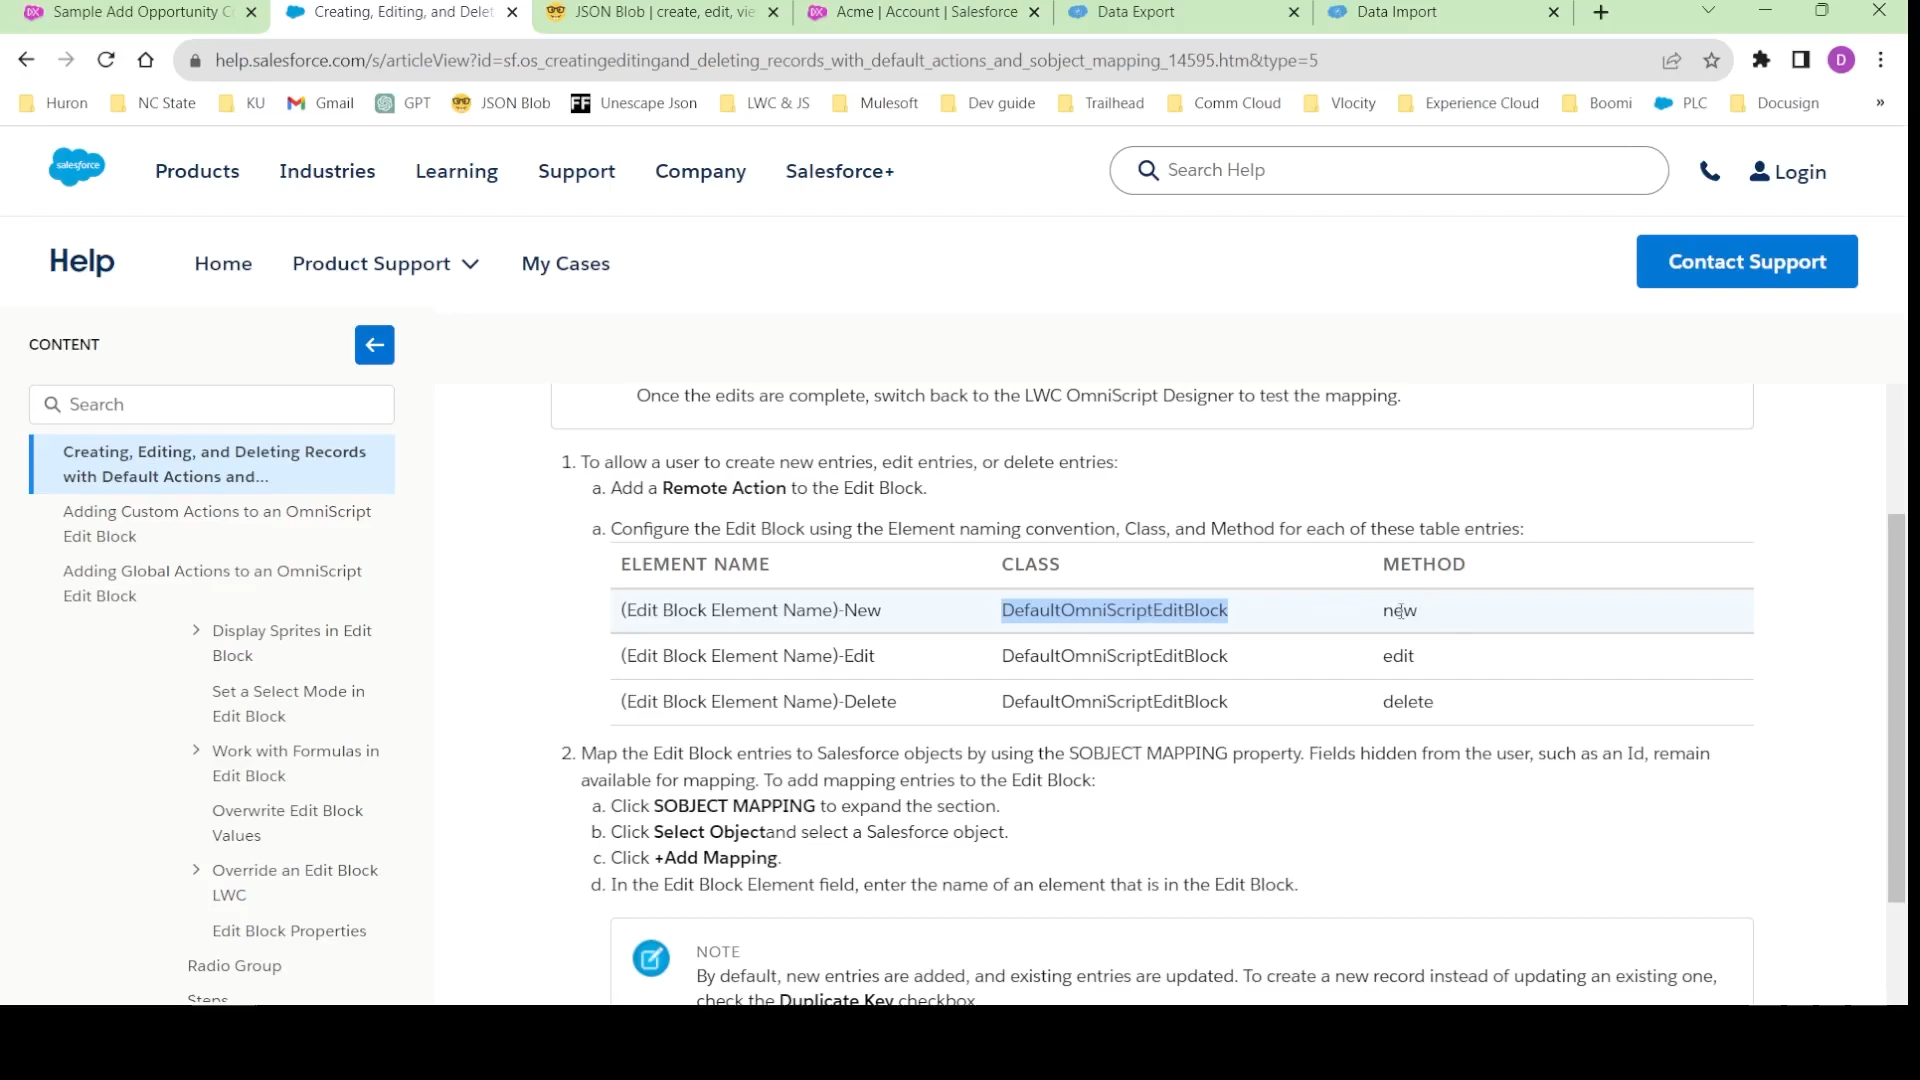 Sample Add Opportunity C
Creating, Editing, and Delet
JSON Blob | create, edit, vie
Acme | Account | Salesforce
Data Export
Data Import
help.salesforce.com/s/articleView?id=sf.os_creatingeditingand_deleting_records_with_default_actions_and_sobject_mapping_14595.htm&type=5
D
Huron
NC State
KU
Gmail
GPT
JSON Blob
FF Unescape Json
LWC & JS
Mulesoft
Dev guide
Trailhead
Comm Cloud
Vlocity
Experience Cloud
Boomi
PLC
Docusign
»
salesforce
Products
Industries
Learning
Support
Company
Salesforce+
Search Help
Login
Help
Home
Product Support
My Cases
Contact Support
CONTENT
Search
Creating, Editing, and Deleting Records
with Default Actions and...
Adding Custom Actions to an OmniScript
Edit Block
Adding Global Actions to an OmniScript
Edit Block
Display Sprites in Edit
Block
Set a Select Mode in
Edit Block
Work with Formulas in
Edit Block
Overwrite Edit Block
Values
Override an Edit Block
LWC
Edit Block Properties
Radio Group
Steps
Once the edits are complete, switch back to the LWC OmniScript Designer to test the mapping.
1. To allow a user to create new entries, edit entries, or delete entries:
a. Add a Remote Action to the Edit Block.
a. Configure the Edit Block using the Element naming convention, Class, and Method for each of these table entries:
ELEMENT NAME CLASS METHOD
(Edit Block Element Name)-New DefaultOmniScriptEditBlock new
(Edit Block Element Name)-Edit DefaultOmniScriptEditBlock edit
(Edit Block Element Name)-Delete DefaultOmniScriptEditBlock delete
2. Map the Edit Block entries to Salesforce objects by using the SOBJECT MAPPING property. Fields hidden from the user, such as an Id, remain
available for mapping. To add mapping entries to the Edit Block:
a. Click SOBJECT MAPPING to expand the section.
b. Click Select Objectand select a Salesforce object.
c. Click +Add Mapping.
d. In the Edit Block Element field, enter the name of an element that is in the Edit Block.
NOTE
By default, new entries are added, and existing entries are updated. To create a new record instead of updating an existing one,
check the Duplicate Key checkbox